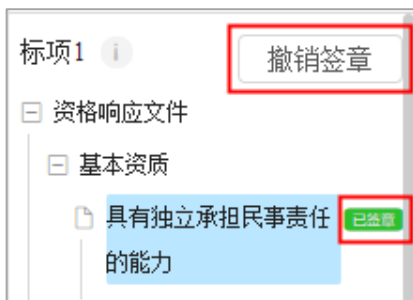 标项1 i 撤销签章
资格响应文件
基本资质
具有独立承担民事责任 已签章
的能力